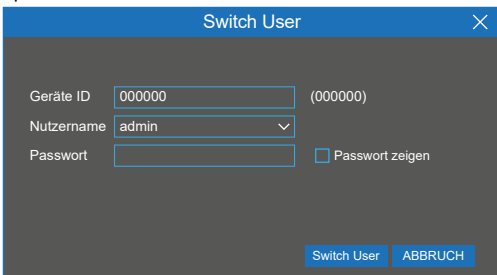 Switch User
Geräte ID 000000 (000000)
Nutzername admin
Passwort Passwort zeigen
Switch User ABBRUCH